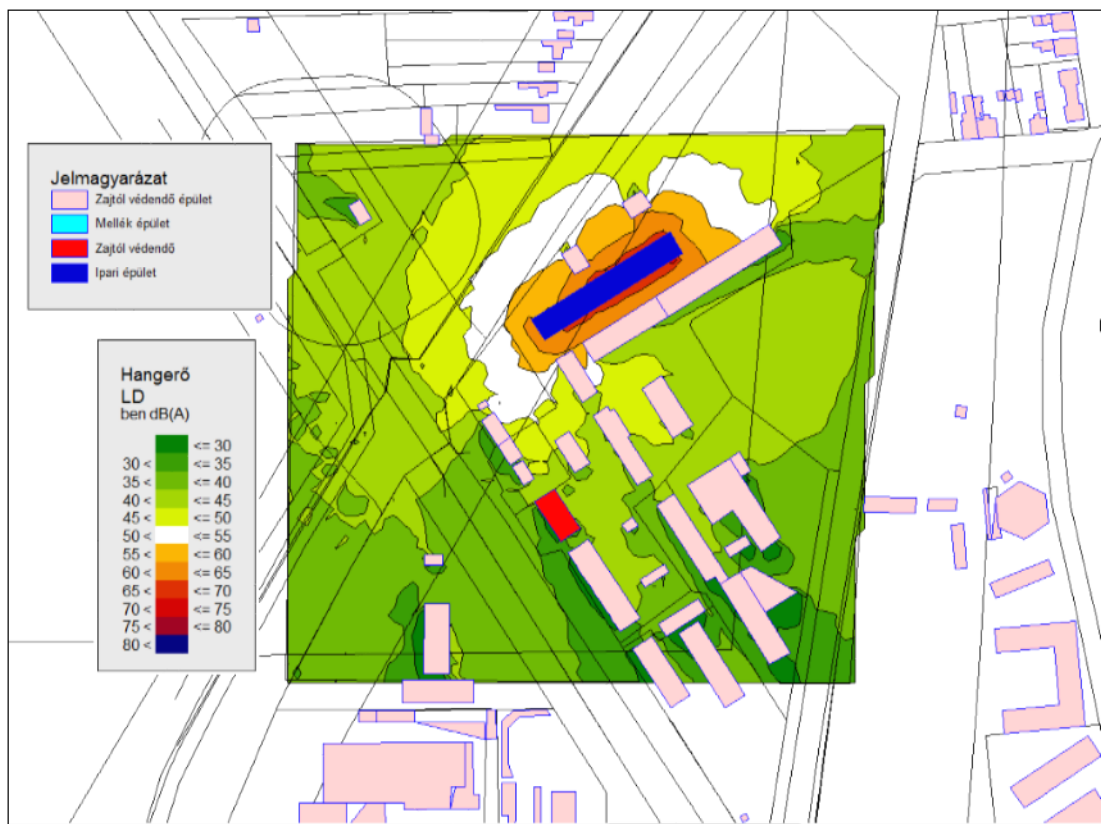 Jelmagyarázat
Zajtól védendő épület
Mellék épület
Zajtól védendő
Ipari épület
Hangerő
LD
ben dB(A)
<= 30
30 < <= 35
35 < <= 40
40 < <= 45
45 < <= 50
50 < <= 55
55 < <= 60
60 < <= 65
65 < <= 70
70 < <= 75
75 < <= 80
80 <